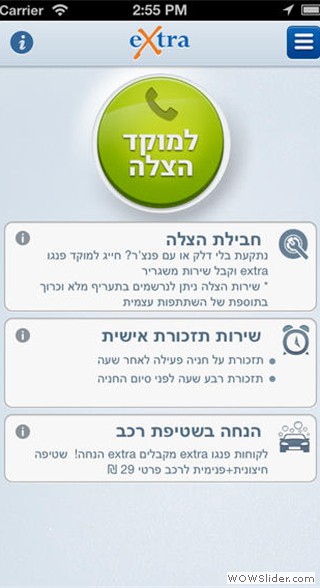 Carrier 2:55 PM
eXtra
למוקד
הצלה
חבילת הצלה
נתקעת בלי דלק או עם פנצ'ר? חייג למוקד פנגו
extra וקבל שירות משגריר
* שירות הצלה ניתן לנרשמים בתעריף מלא וכרוך
בתוספת של השתתפות עצמית
שירות תזכורת אישית
תזכורת על חניה פעילה לאחר שעה
תזכורת רבע שעה לפני סיום החניה
הנחה בשטיפת רכב
לקוחות פנגו extra מקבלים extra הנחה! שטיפה
חיצונית+פנימית לרכב פרטי 29 ₪
WOWSlider.com